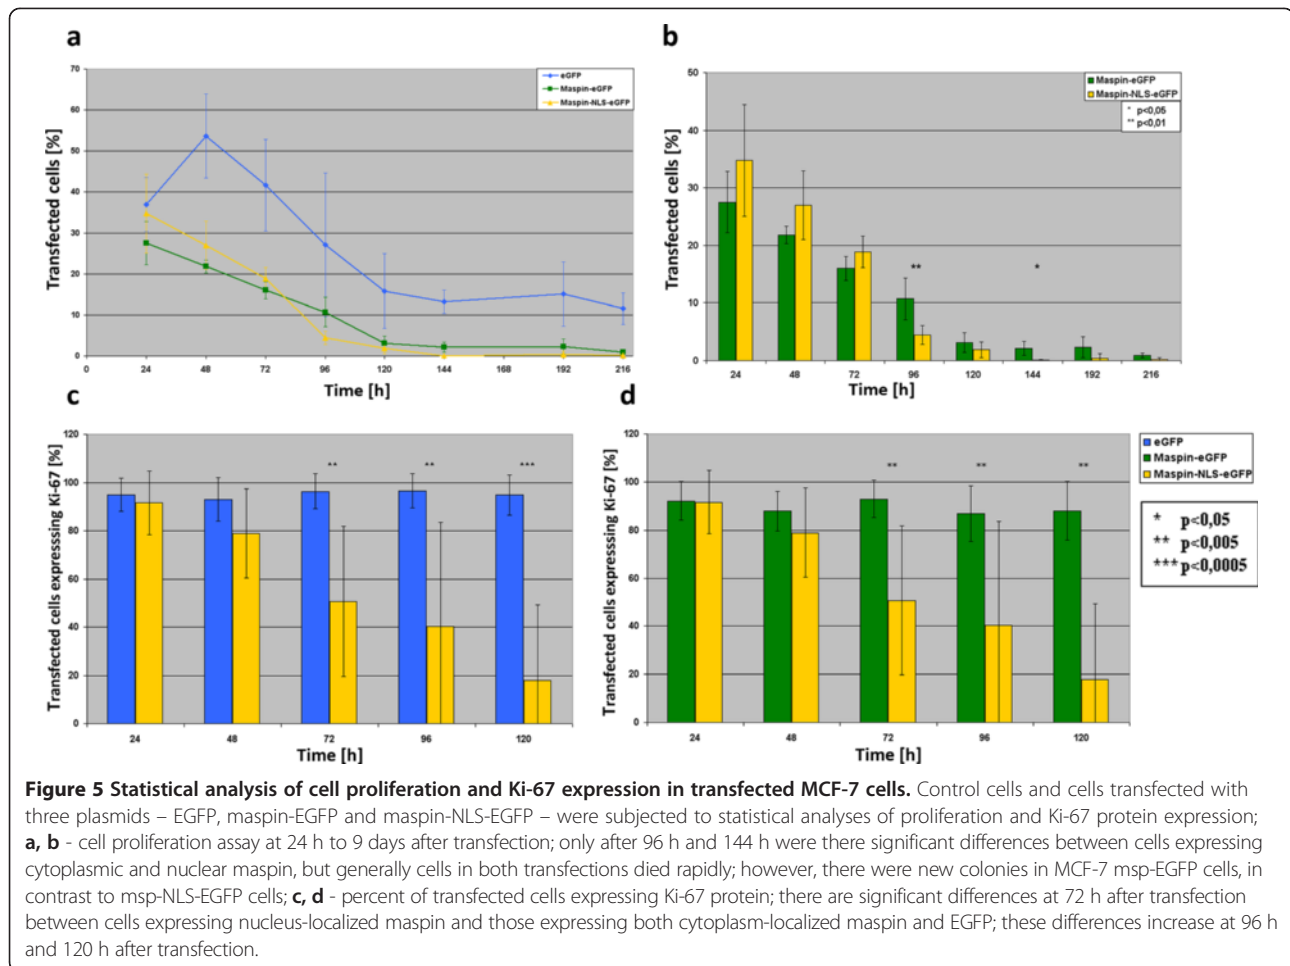 a
70
60
50
40
30
20
10
0
Transfected cells [%]
eGFP
Maspin-eGFP
Maspin-NLS-eGFP
0 24 48 72 96 120 144 168 192 216
Time [h]
b
50
40
30
20
10
0
Transfected cells [%]
Maspin-eGFP
Maspin-NLS-eGFP
* p<0,05
** p<0,01
** *
24 48 72 96 120 144 192 216
Time [h]
c
120
100
80
60
40
20
0
Transfected cells expresssing Ki-67 [%]
** ** ***
24 48 72 96 120
Time [h]
d
120
100
80
60
40
20
0
Transfected cells expresssing Ki-67 [%]
** ** **
24 48 72 96 120
Time [h]
eGFP
Maspin-eGFP
Maspin-NLS-eGFP
* p<0,05
** p<0,005
*** p<0,0005
Figure 5 Statistical analysis of cell proliferation and Ki-67 expression in transfected MCF-7 cells. Control cells and cells transfected with
three plasmids – EGFP, maspin-EGFP and maspin-NLS-EGFP – were subjected to statistical analyses of proliferation and Ki-67 protein expression;
a, b - cell proliferation assay at 24 h to 9 days after transfection; only after 96 h and 144 h were there significant differences between cells expressing
cytoplasmic and nuclear maspin, but generally cells in both transfections died rapidly; however, there were new colonies in MCF-7 msp-EGFP cells, in
contrast to msp-NLS-EGFP cells; c, d - percent of transfected cells expressing Ki-67 protein; there are significant differences at 72 h after transfection
between cells expressing nucleus-localized maspin and those expressing both cytoplasm-localized maspin and EGFP; these differences increase at 96 h
and 120 h after transfection.